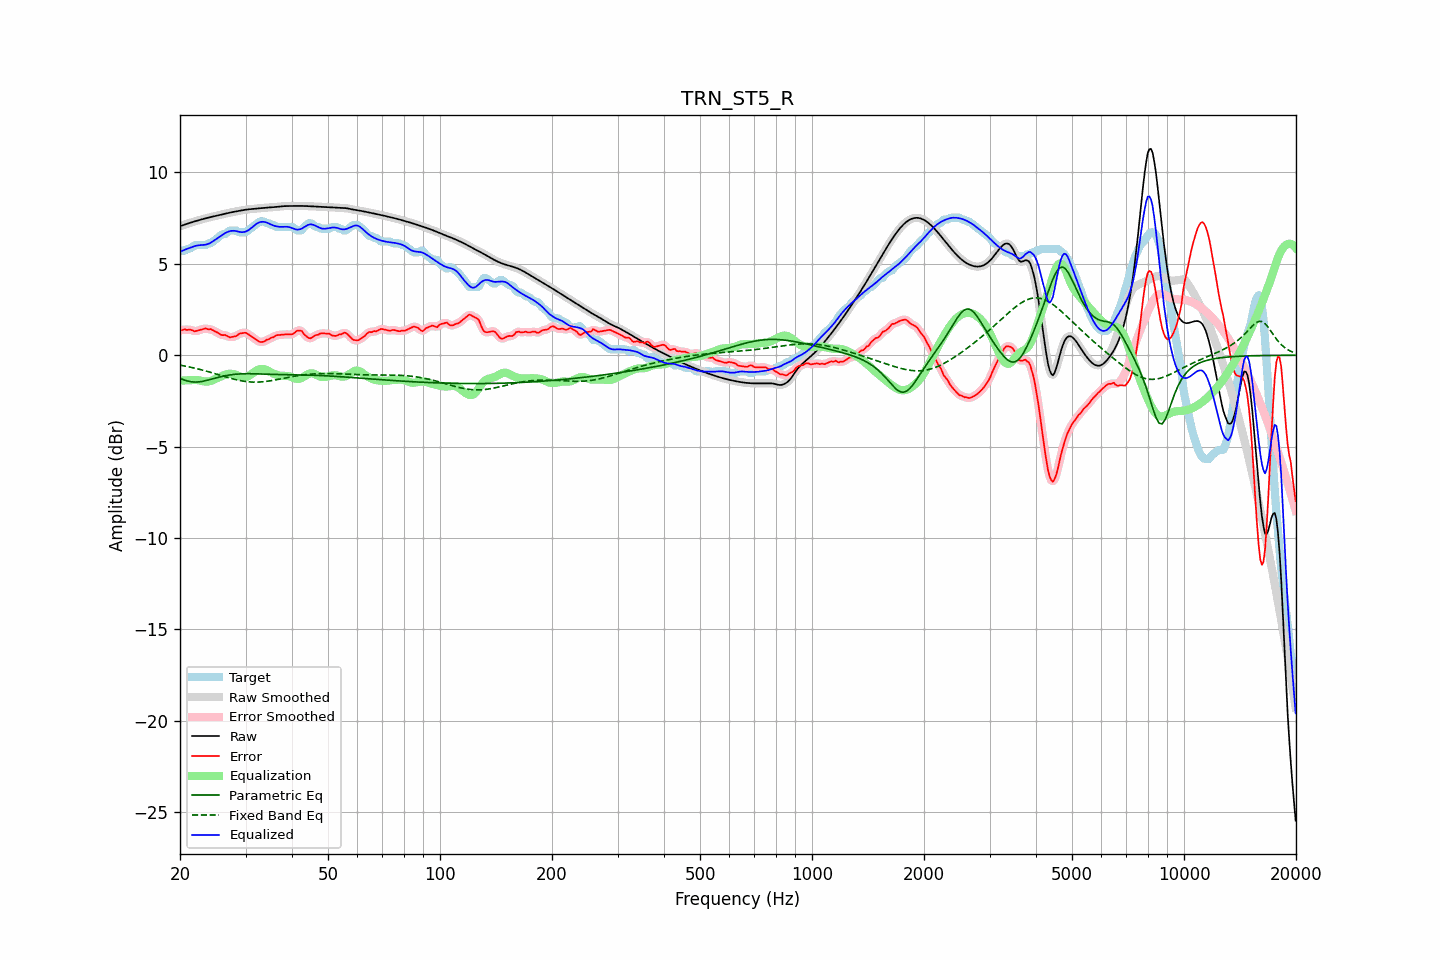 TRN_ST5_R
10
5
0
−5
−10
−15
−20
−25
Amplitude (dBr)
Target
Raw Smoothed
Error Smoothed
Raw
Error
Equalization
Parametric Eq
Fixed Band Eq
Equalized
20 50 100 200 500 1000 2000 5000 10000 20000
Frequency (Hz)